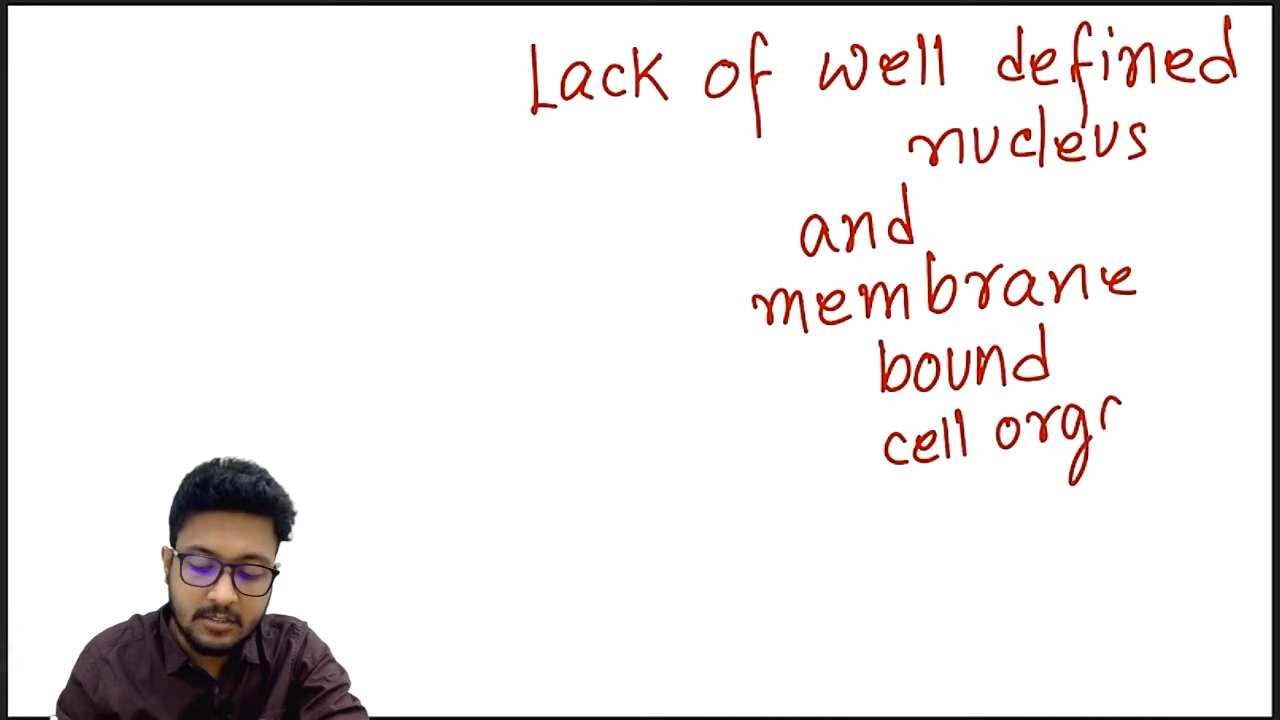 Lack of well defined
nucleus
and
membrane
bound
cell orgr